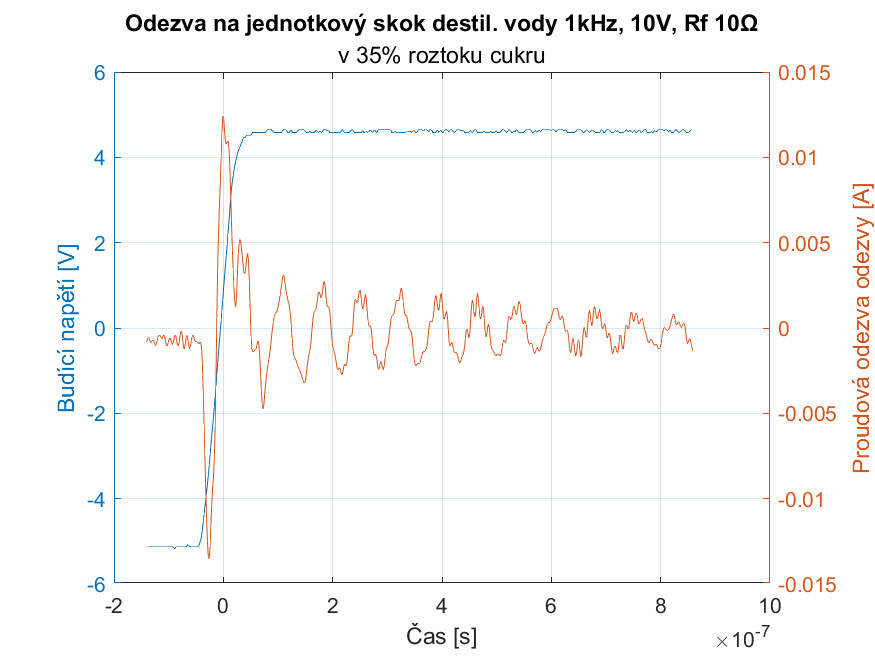 Odezva na jednotkový skok destil. vody 1kHz, 10V, Rf 10Ω
v 35% roztoku cukru
6
4
2
0
-2
-4
-6
Budící napětí [V]
0.015
0.01
0.005
0
-0.005
-0.01
-0.015
Proudová odezva odezvy [A]
-2 0 2 4 6 8 10
Čas [s]
×10-7